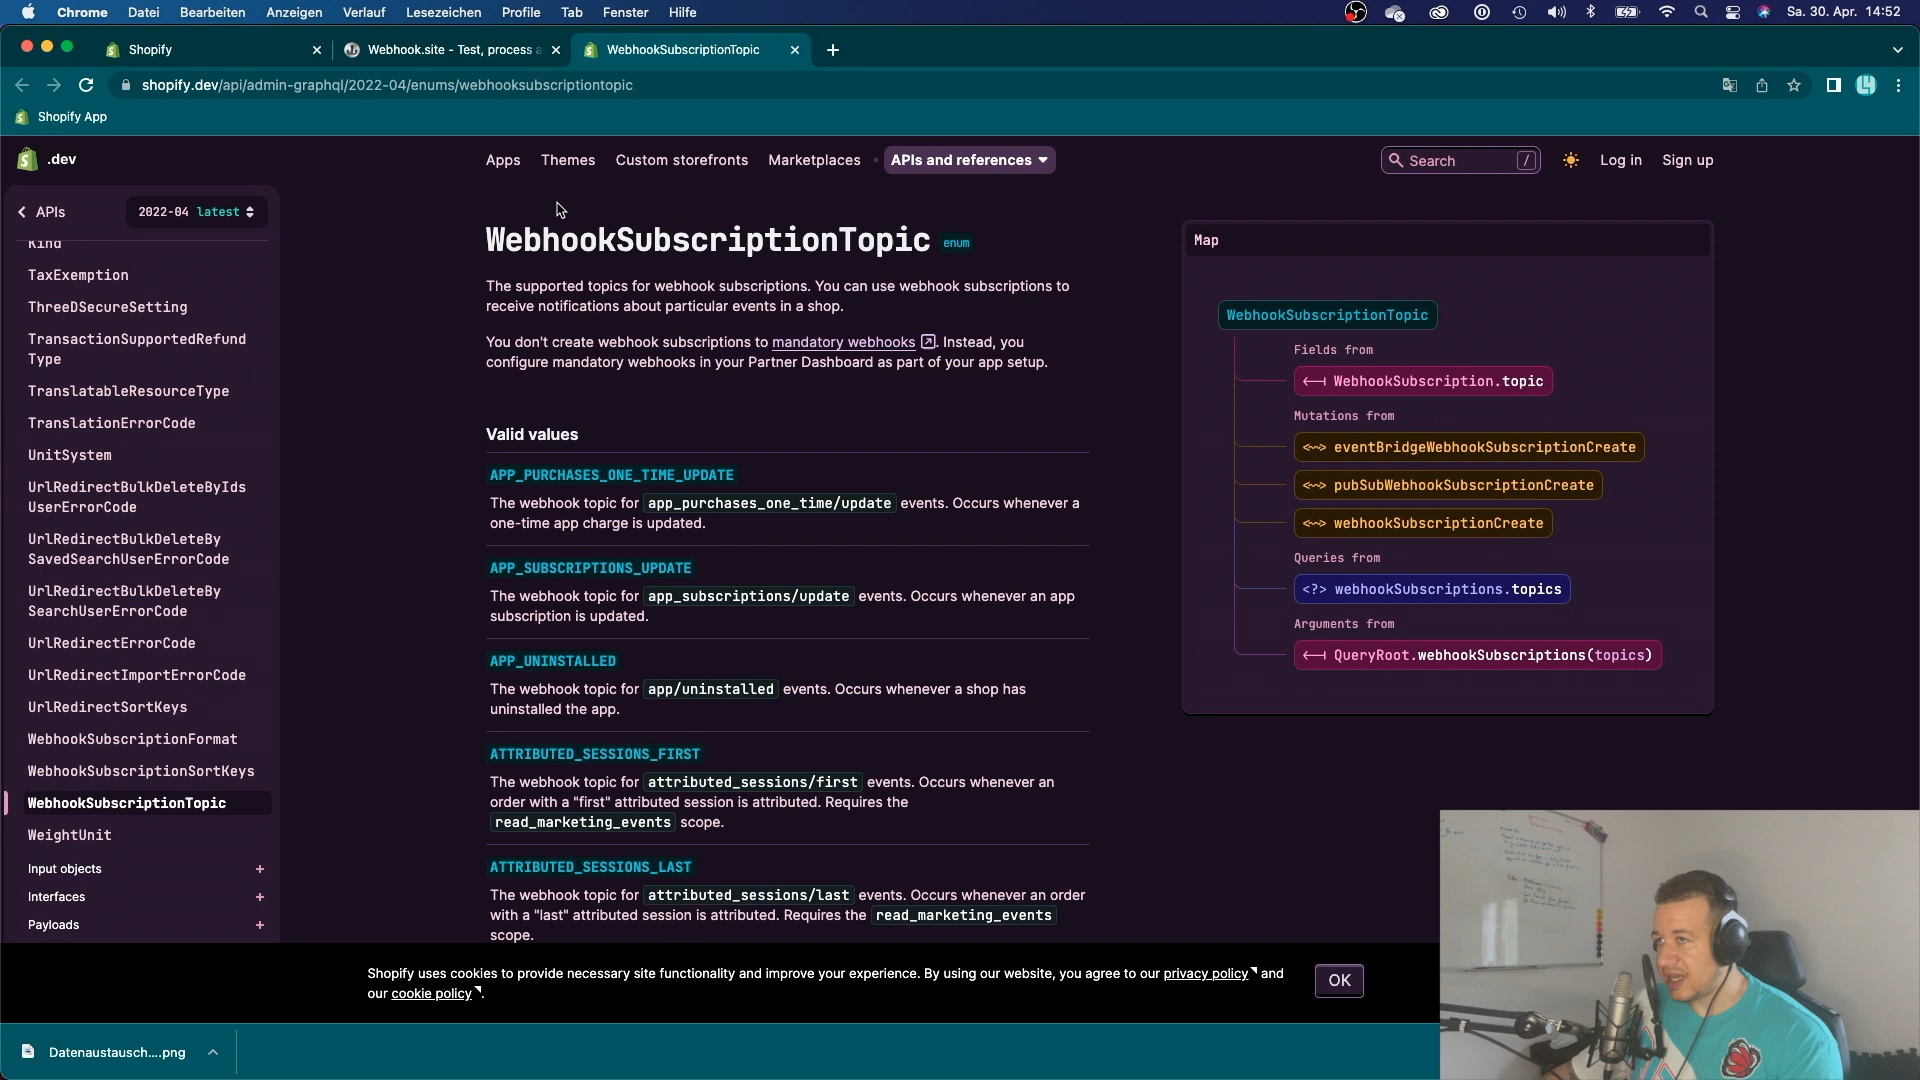 Chrome Datei Bearbeiten Anzeigen Verlauf Lesezeichen Profile Tab Fenster Hilfe
Sa. 30. Apr. 14:52
Shopify
Webhook.site - Test, process a
WebhookSubscriptionTopic
shopify.dev/api/admin-graphql/2022-04/enums/webhooksubscriptiontopic
Shopify App
.dev
Apps Themes Custom storefronts Marketplaces APIs and references
Search /
Log in Sign up
APIs
2022-04 latest
Kind
TaxExemption
ThreeDSecureSetting
TransactionSupportedRefund
Type
TranslatableResourceType
TranslationErrorCode
UnitSystem
UrlRedirectBulkDeleteByIds
UserErrorCode
UrlRedirectBulkDeleteBy
SavedSearchUserErrorCode
UrlRedirectBulkDeleteBy
SearchUserErrorCode
UrlRedirectErrorCode
UrlRedirectImportErrorCode
UrlRedirectSortKeys
WebhookSubscriptionFormat
WebhookSubscriptionSortKeys
WebhookSubscriptionTopic
WeightUnit
Input objects +
Interfaces +
Payloads +
WebhookSubscriptionTopic enum
The supported topics for webhook subscriptions. You can use webhook subscriptions to
receive notifications about particular events in a shop.
You don't create webhook subscriptions to mandatory webhooks. Instead, you
configure mandatory webhooks in your Partner Dashboard as part of your app setup.
Valid values
APP_PURCHASES_ONE_TIME_UPDATE
The webhook topic for app_purchases_one_time/update events. Occurs whenever a
one-time app charge is updated.
APP_SUBSCRIPTIONS_UPDATE
The webhook topic for app_subscriptions/update events. Occurs whenever an app
subscription is updated.
APP_UNINSTALLED
The webhook topic for app/uninstalled events. Occurs whenever a shop has
uninstalled the app.
ATTRIBUTED_SESSIONS_FIRST
The webhook topic for attributed_sessions/first events. Occurs whenever an
order with a "first" attributed session is attributed. Requires the
read_marketing_events scope.
ATTRIBUTED_SESSIONS_LAST
The webhook topic for attributed_sessions/last events. Occurs whenever an order
with a "last" attributed session is attributed. Requires the read_marketing_events
scope.
Map
WebhookSubscriptionTopic
Fields from
WebhookSubscription.topic
Mutations from
<~> eventBridgeWebhookSubscriptionCreate
<~> pubSubWebhookSubscriptionCreate
<~> webhookSubscriptionCreate
Queries from
<?> webhookSubscriptions.topics
Arguments from
QueryRoot.webhookSubscriptions(topics)
Shopify uses cookies to provide necessary site functionality and improve your experience. By using our website, you agree to our privacy policy and
our cookie policy.
OK
Datenaustausch....png